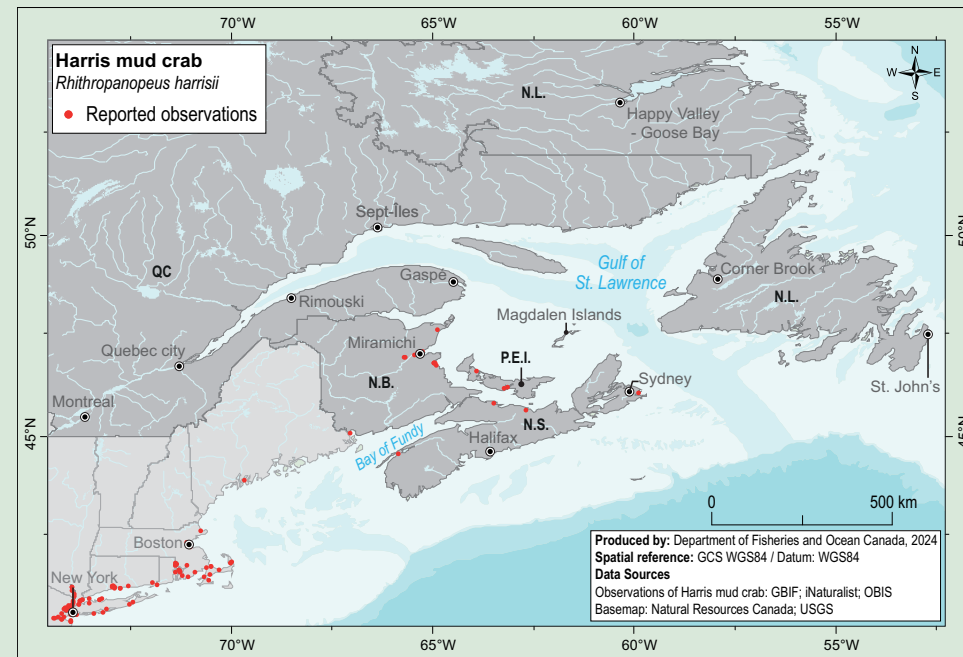 70°W 65°W 60°W 55°W
Harris mud crab
Rhithropanopeus harrisii
Reported observations
N
W E
S
N.L.
Happy Valley
- Goose Bay
Sept-Îles
50°N
50°N
QC
Gaspé
Gulf of
St. Lawrence
Corner Brook
N.L.
Rimouski
Magdalen Islands
Miramichi
Quebec city
P.E.I.
N.B.
Sydney
St. John's
Montreal
N.S.
45°N
45°N
Bay of Fundy
Halifax
0 500 km
Boston
New York
Produced by: Department of Fisheries and Ocean Canada, 2024
Spatial reference: GCS WGS84 / Datum: WGS84
Data Sources
Observations of Harris mud crab: GBIF; iNaturalist; OBIS
Basemap: Natural Resources Canada; USGS
70°W 65°W 60°W 55°W